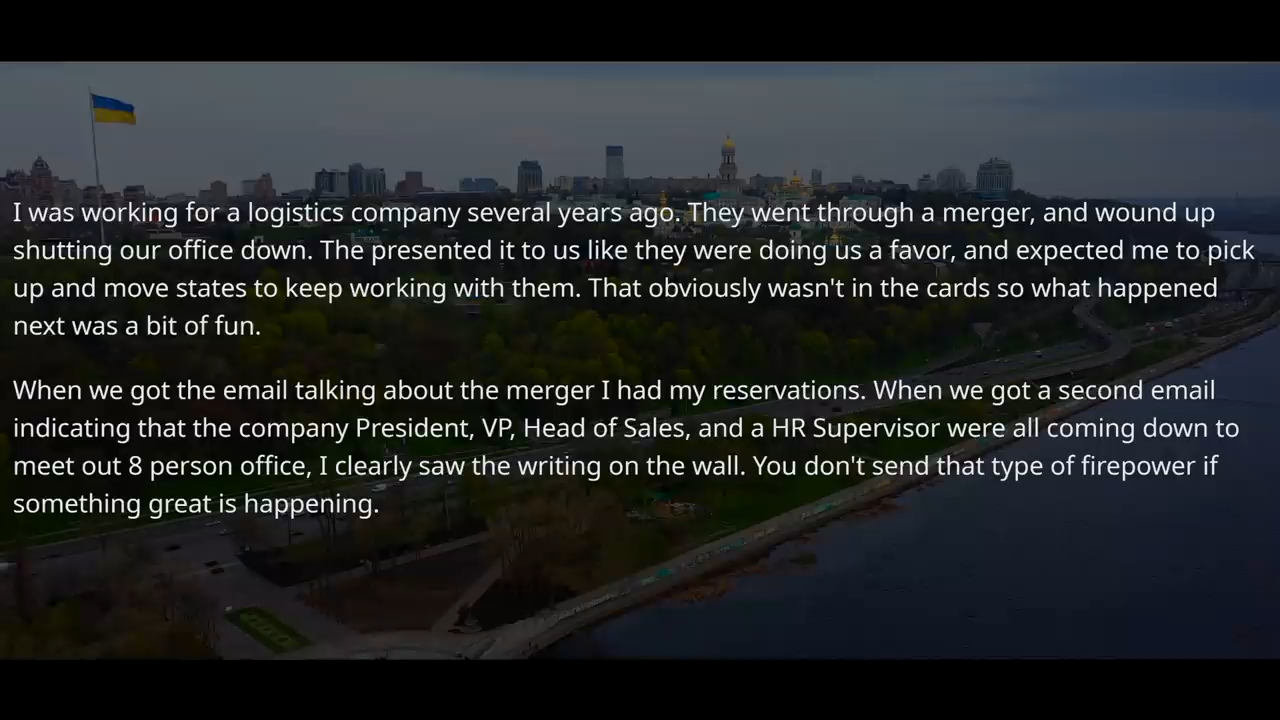 I was working for a logistics company several years ago. They went through a merger, and wound up
shutting our office down. The presented it to us like they were doing us a favor, and expected me to pick
up and move states to keep working with them. That obviously wasn't in the cards so what happened
next was a bit of fun.
When we got the email talking about the merger I had my reservations. When we got a second email
indicating that the company President, VP, Head of Sales, and a HR Supervisor were all coming down to
meet out 8 person office, I clearly saw the writing on the wall. You don't send that type of firepower if
something great is happening.